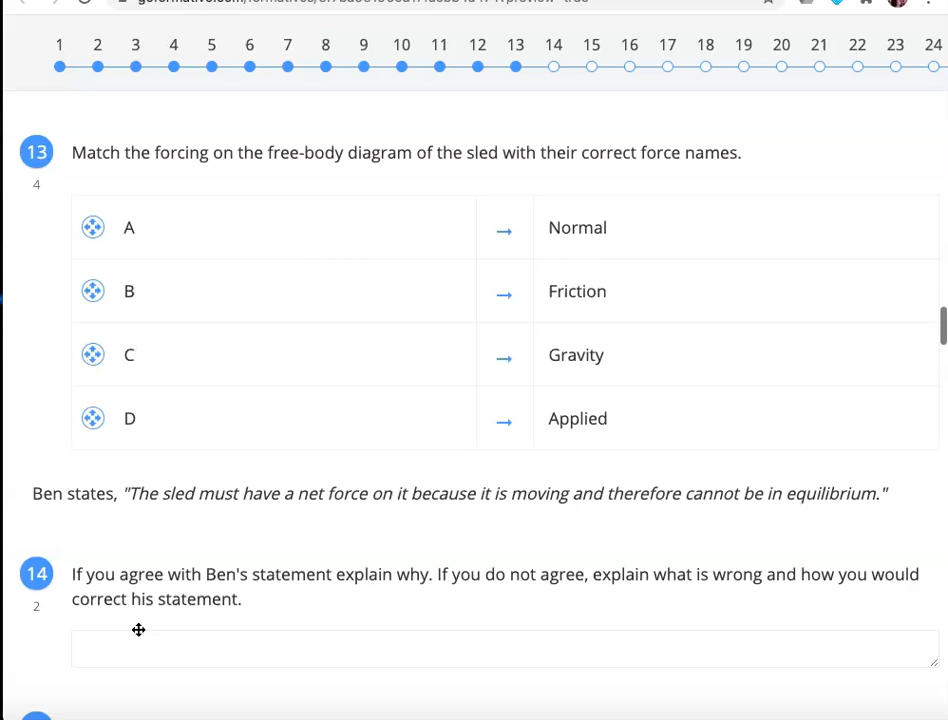 1 2 3 4 5 6 7 8 9 10 11 12 13 14 15 16 17 18 19 20 21 22 23 24
13 Match the forcing on the free-body diagram of the sled with their correct force names.
4
A → Normal
B → Friction
C → Gravity
D → Applied
Ben states, "The sled must have a net force on it because it is moving and therefore cannot be in equilibrium."
14 If you agree with Ben's statement explain why. If you do not agree, explain what is wrong and how you would
2 correct his statement.